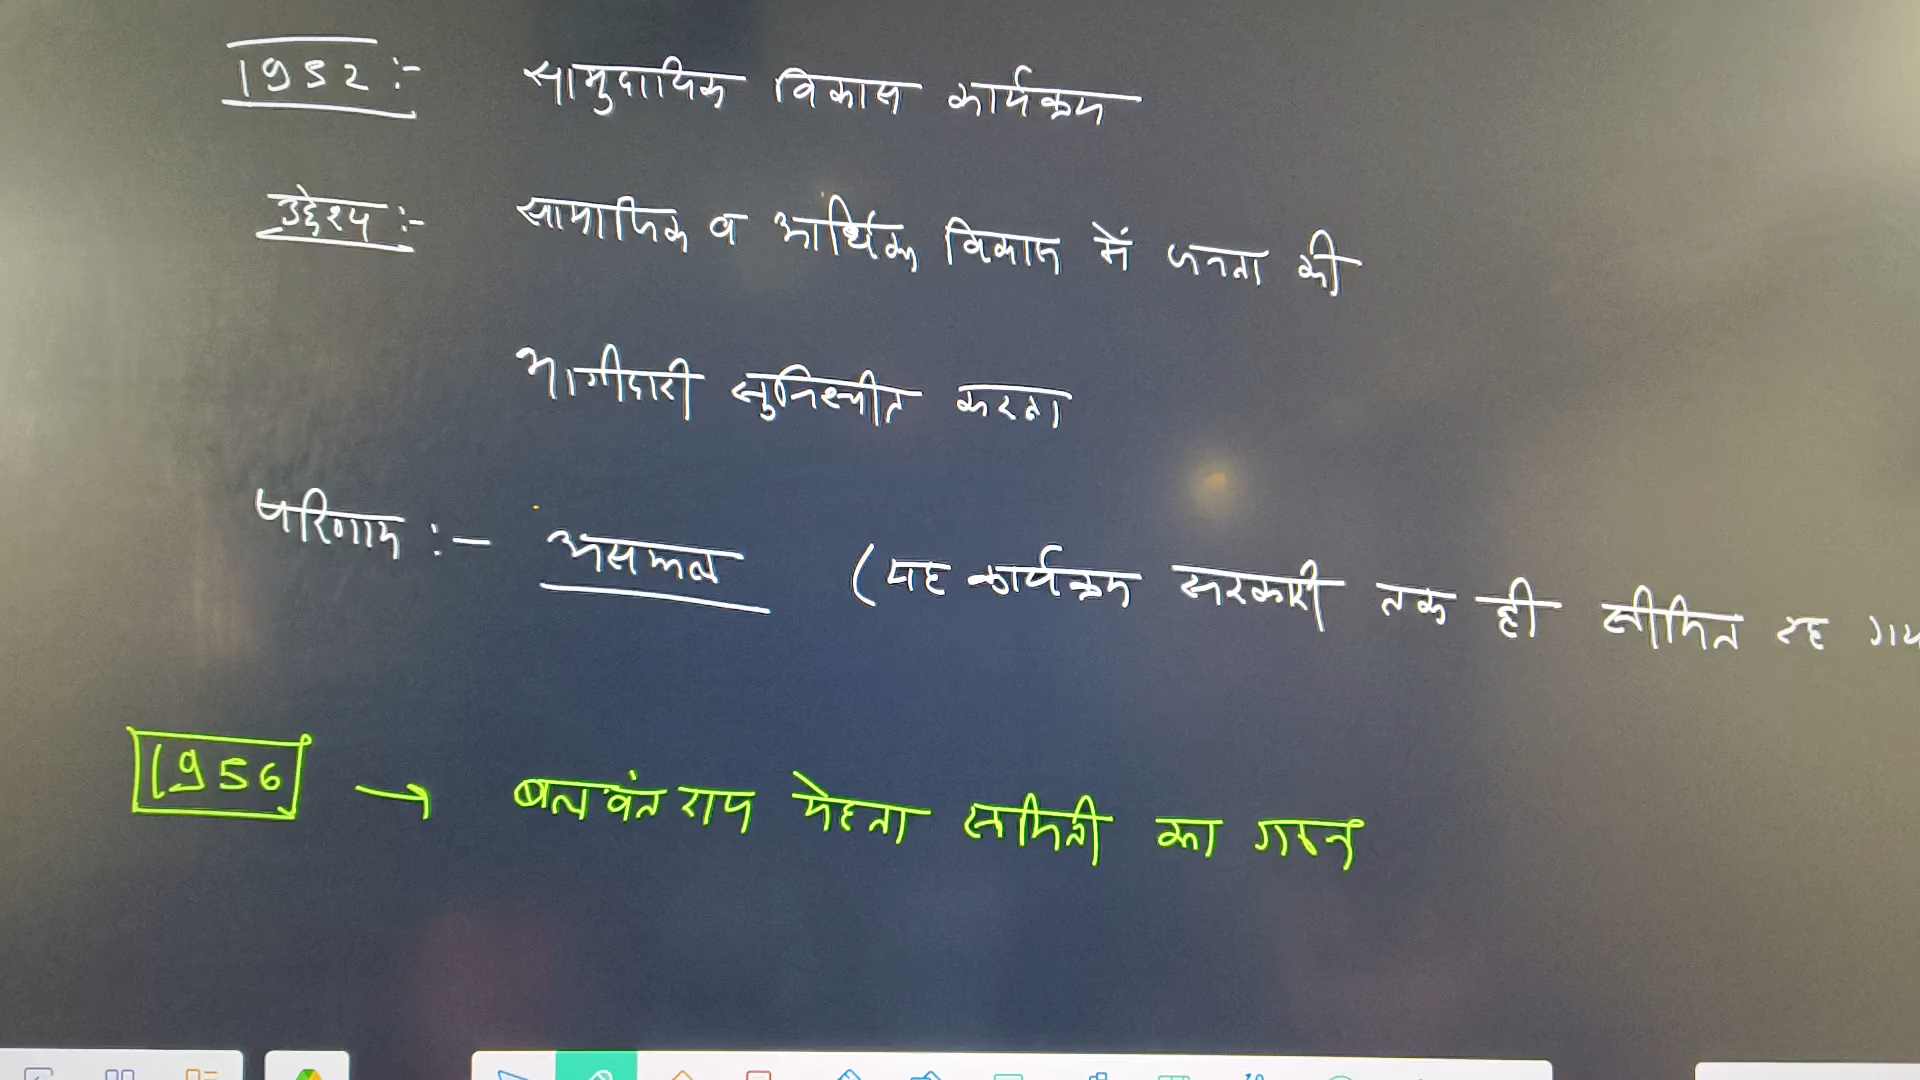 1952 :- सामुदायिक विकास कार्यक्रम
उद्देश्य :- सामाजिक व आर्थिक विकास में जनता की
भागीदारी सुनिश्चीत करना
परिणाम :- असफल (यह कार्यक्रम सरकारी तक ही सीमित रह
1956 → बलवंत राय मेहता समिती का गठन